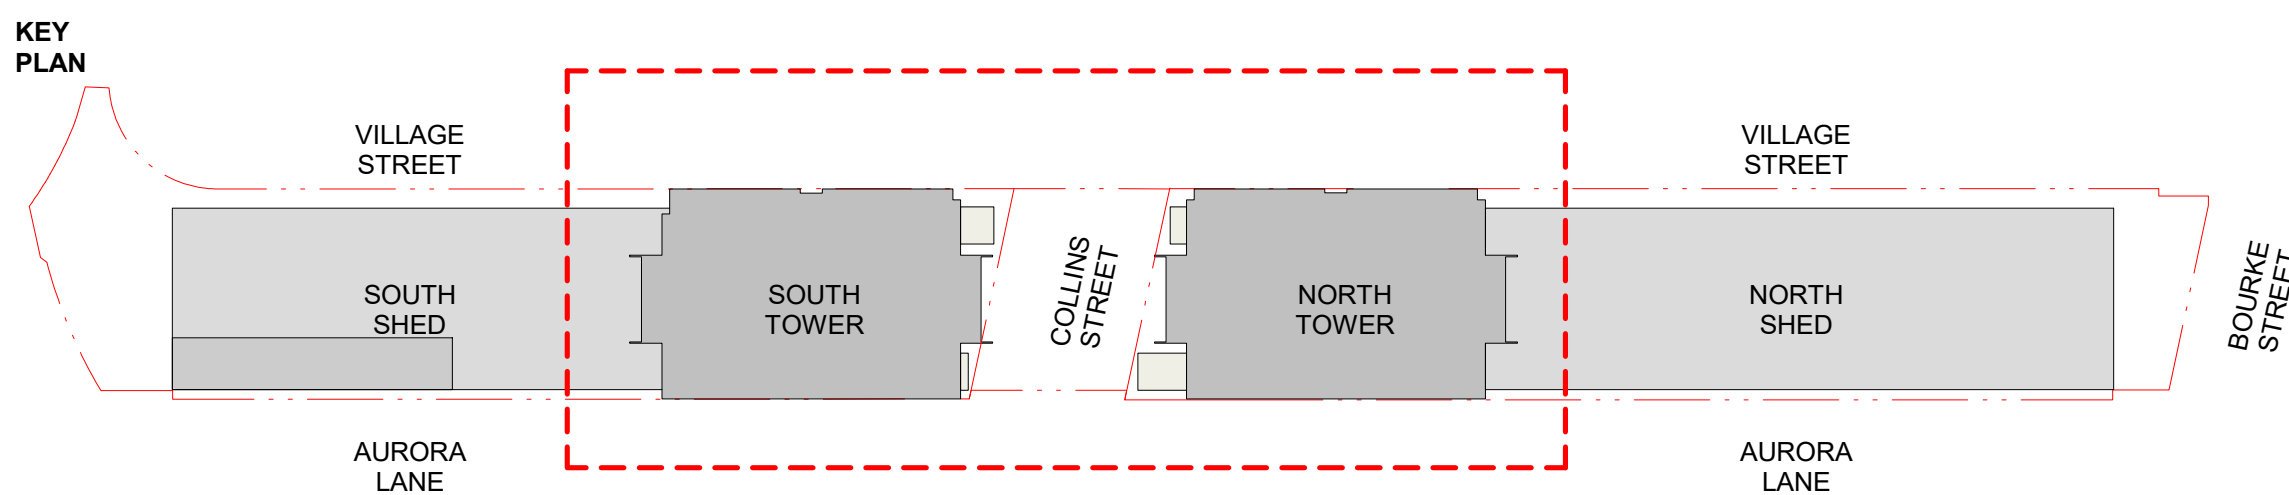 KEY
PLAN
VILLAGE
STREET
VILLAGE
STREET
SOUTH
SHED
SOUTH
TOWER
COLLINS
STREET
NORTH
TOWER
NORTH
SHED
BOURKE
STREET
AURORA
LANE
AURORA
LANE